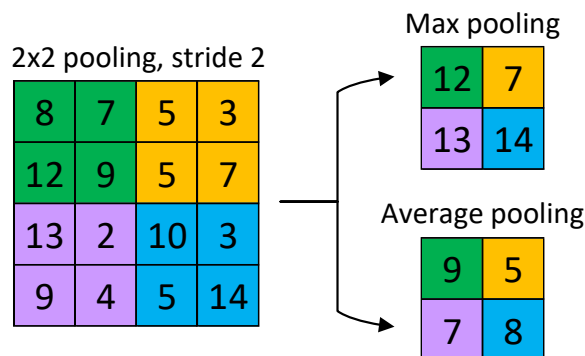 2x2 pooling, stride 2
8 7 5 3
12 9 5 7
13 2 10 3
9 4 5 14
Max pooling
12 7
13 14
Average pooling
9 5
7 8